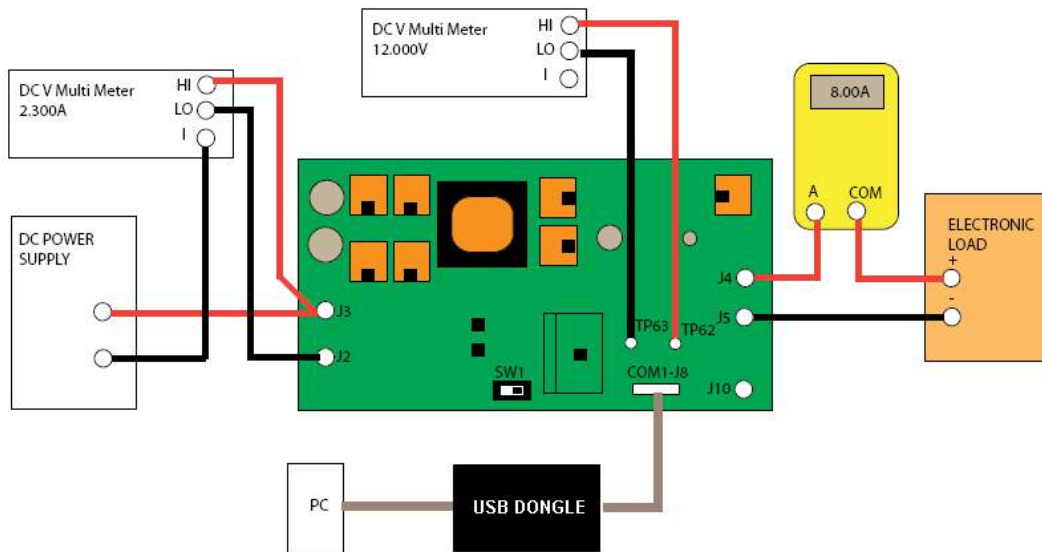 DC V Multi Meter
12.000V
HI
LO
I
DC V Multi Meter
2.300A
HI
LO
I
8.00A
A
COM
DC POWER
SUPPLY
ELECTRONIC
LOAD
+
-
J4
J3
J5
TP63
TP62
J2
SW1
COM1-J8
J10
PC
USB DONGLE